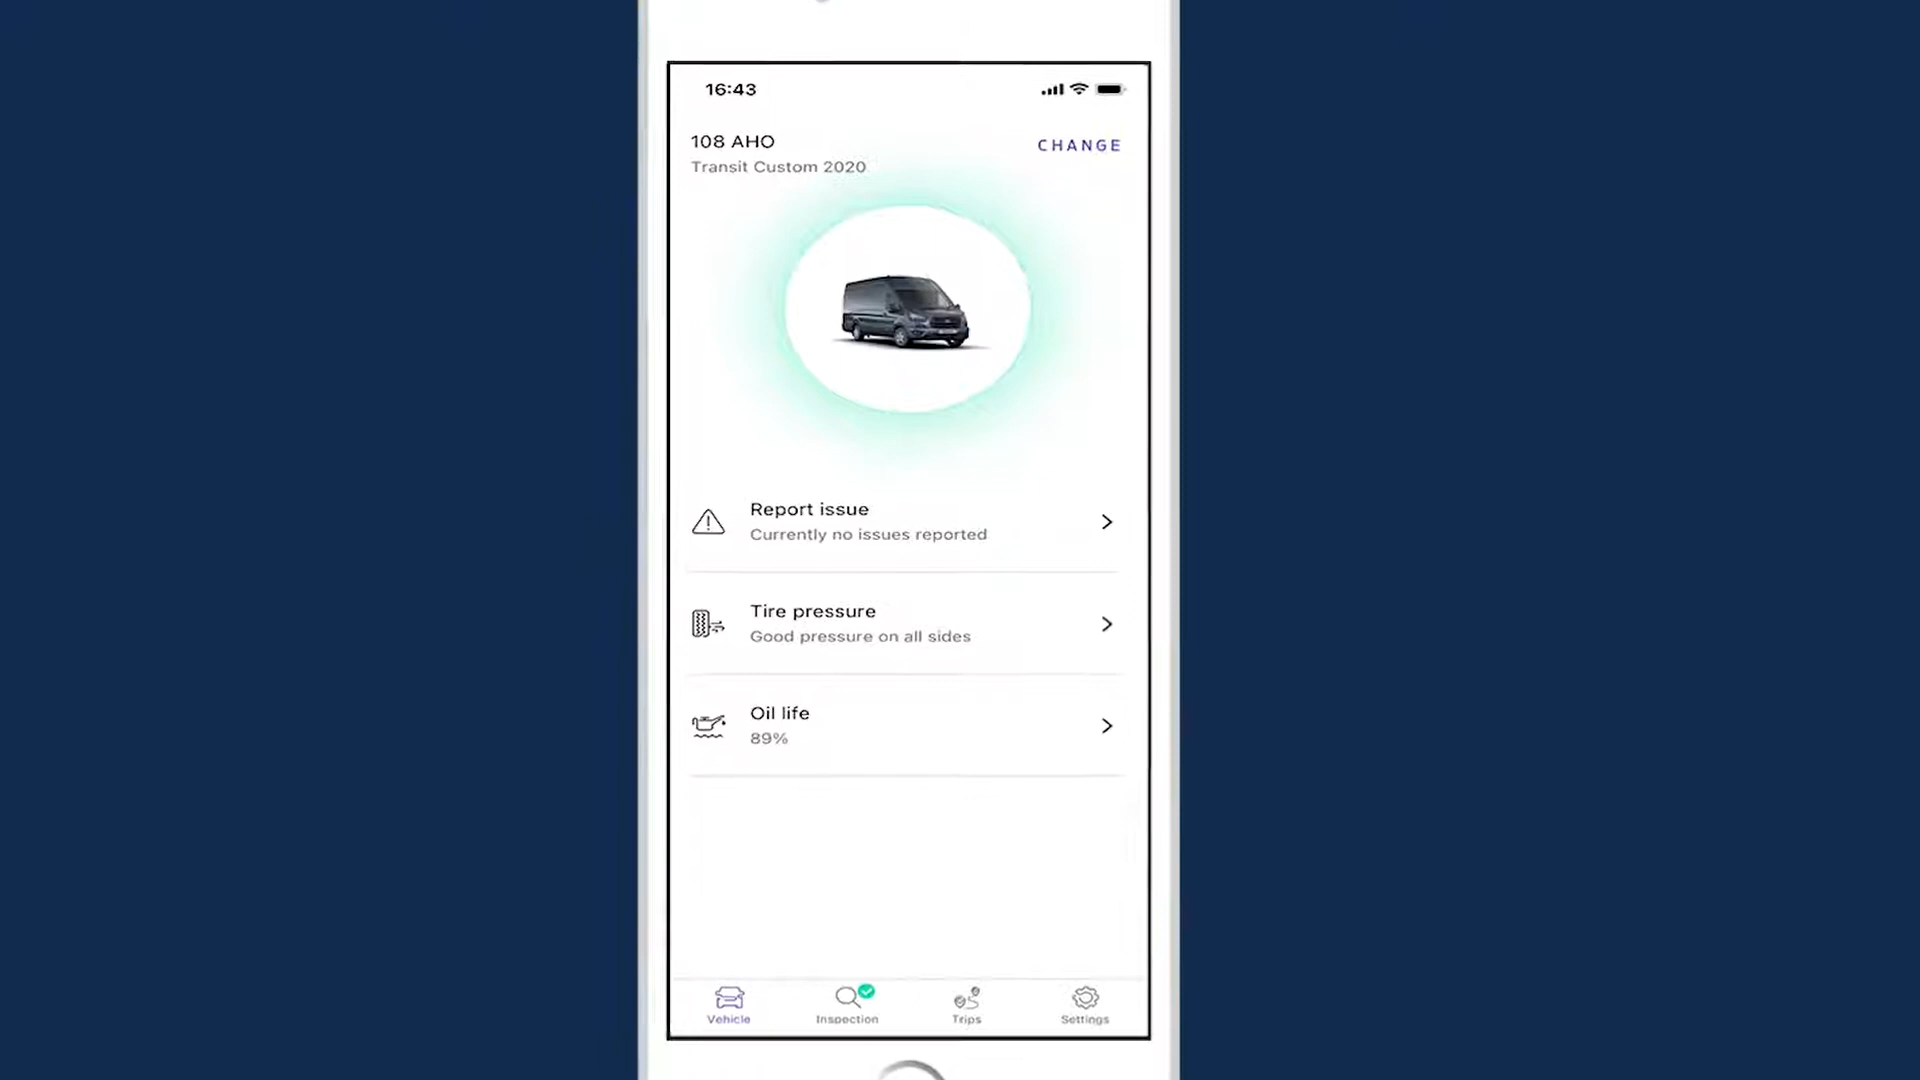 16:43
108 AHO
CHANGE
Transit Custom 2020
Report issue
Currently no issues reported
Tire pressure
Good pressure on all sides
Oil life
89%
Vehicle
Inspection
Trips
Settings